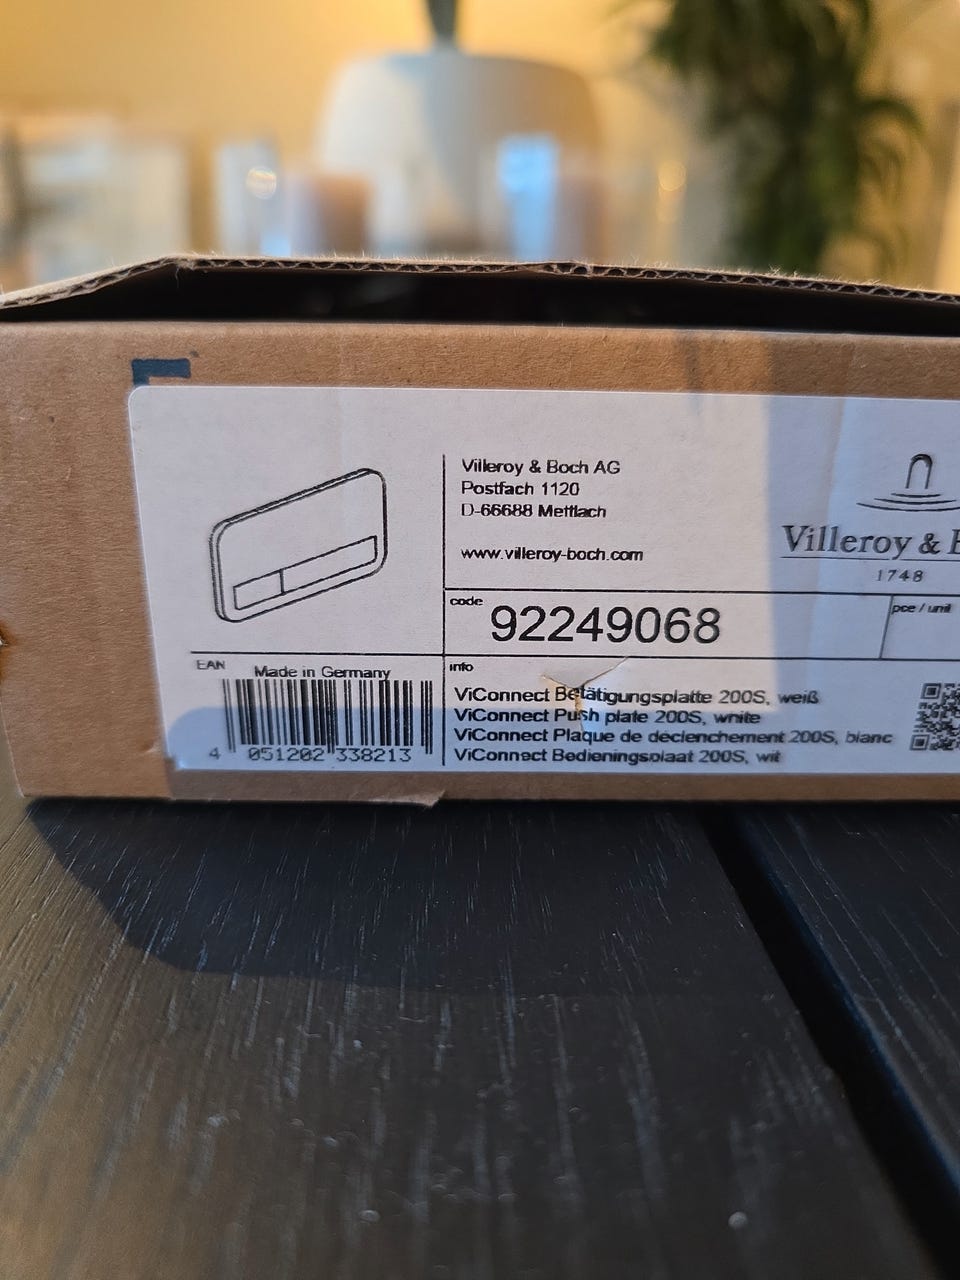 Villeroy & Boch AG
Postfach 1120
D-66688 Mettlach
www.villeroy-boch.com
Villeroy &
1748
code
92249068
pce / unit
EAN
Made in Germany
4 051202 338213
info
ViConnect Betätigungsplatte 200S, weiß
ViConnect Push plate 200S, white
ViConnect Plaque de déclenchement 200S, blanc
ViConnect Bedieningsplaat 200S, wit